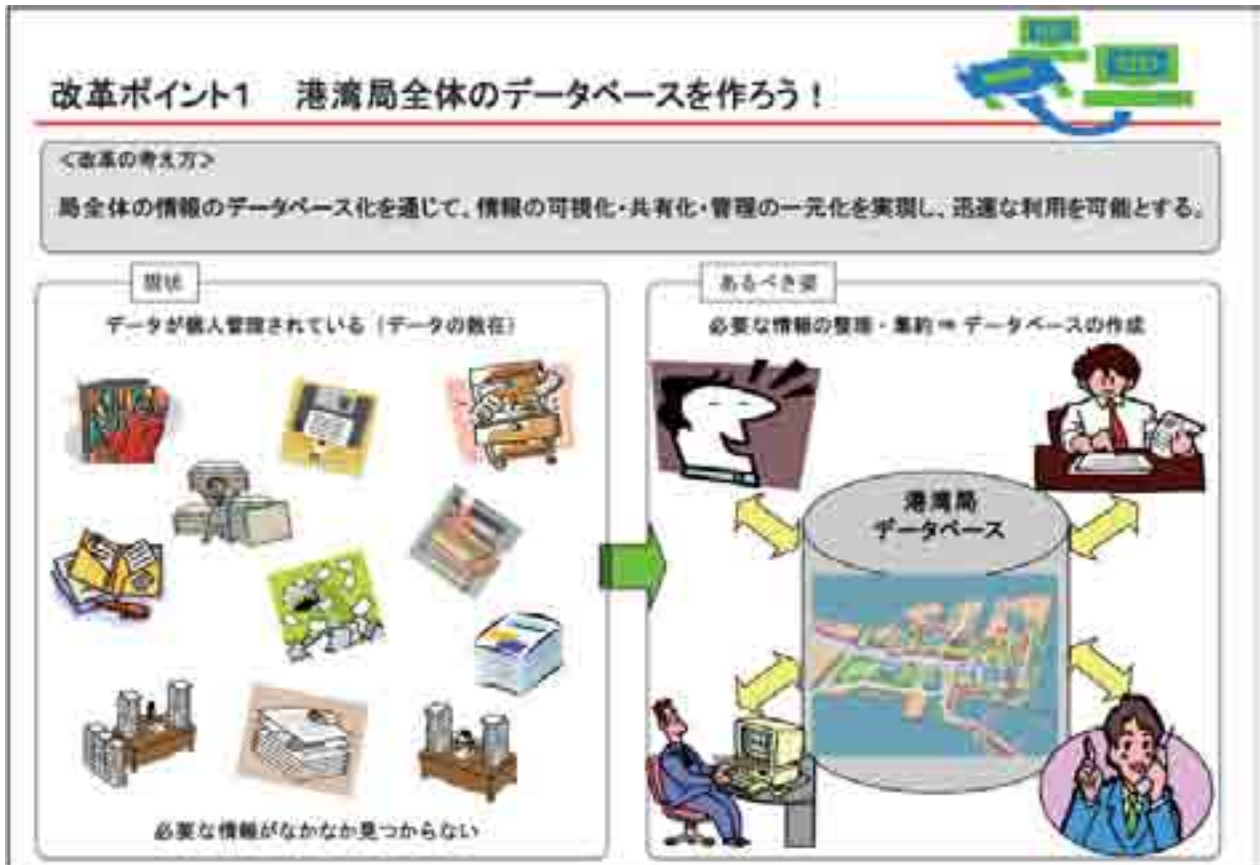 改革ポイント1 港湾局全体のデータベースを作ろう!
<改革の考え方>
局全体の情報のデータベース化を通じて、情報の可視化・共有化・管理の一元化を実現し、迅速な利用を可能とする。
現状
データが個人管理されている(データの散在)
必要な情報がなかなか見つからない
あるべき姿
必要な情報の整理・集約⇒データベースの作成
港湾局
データベース